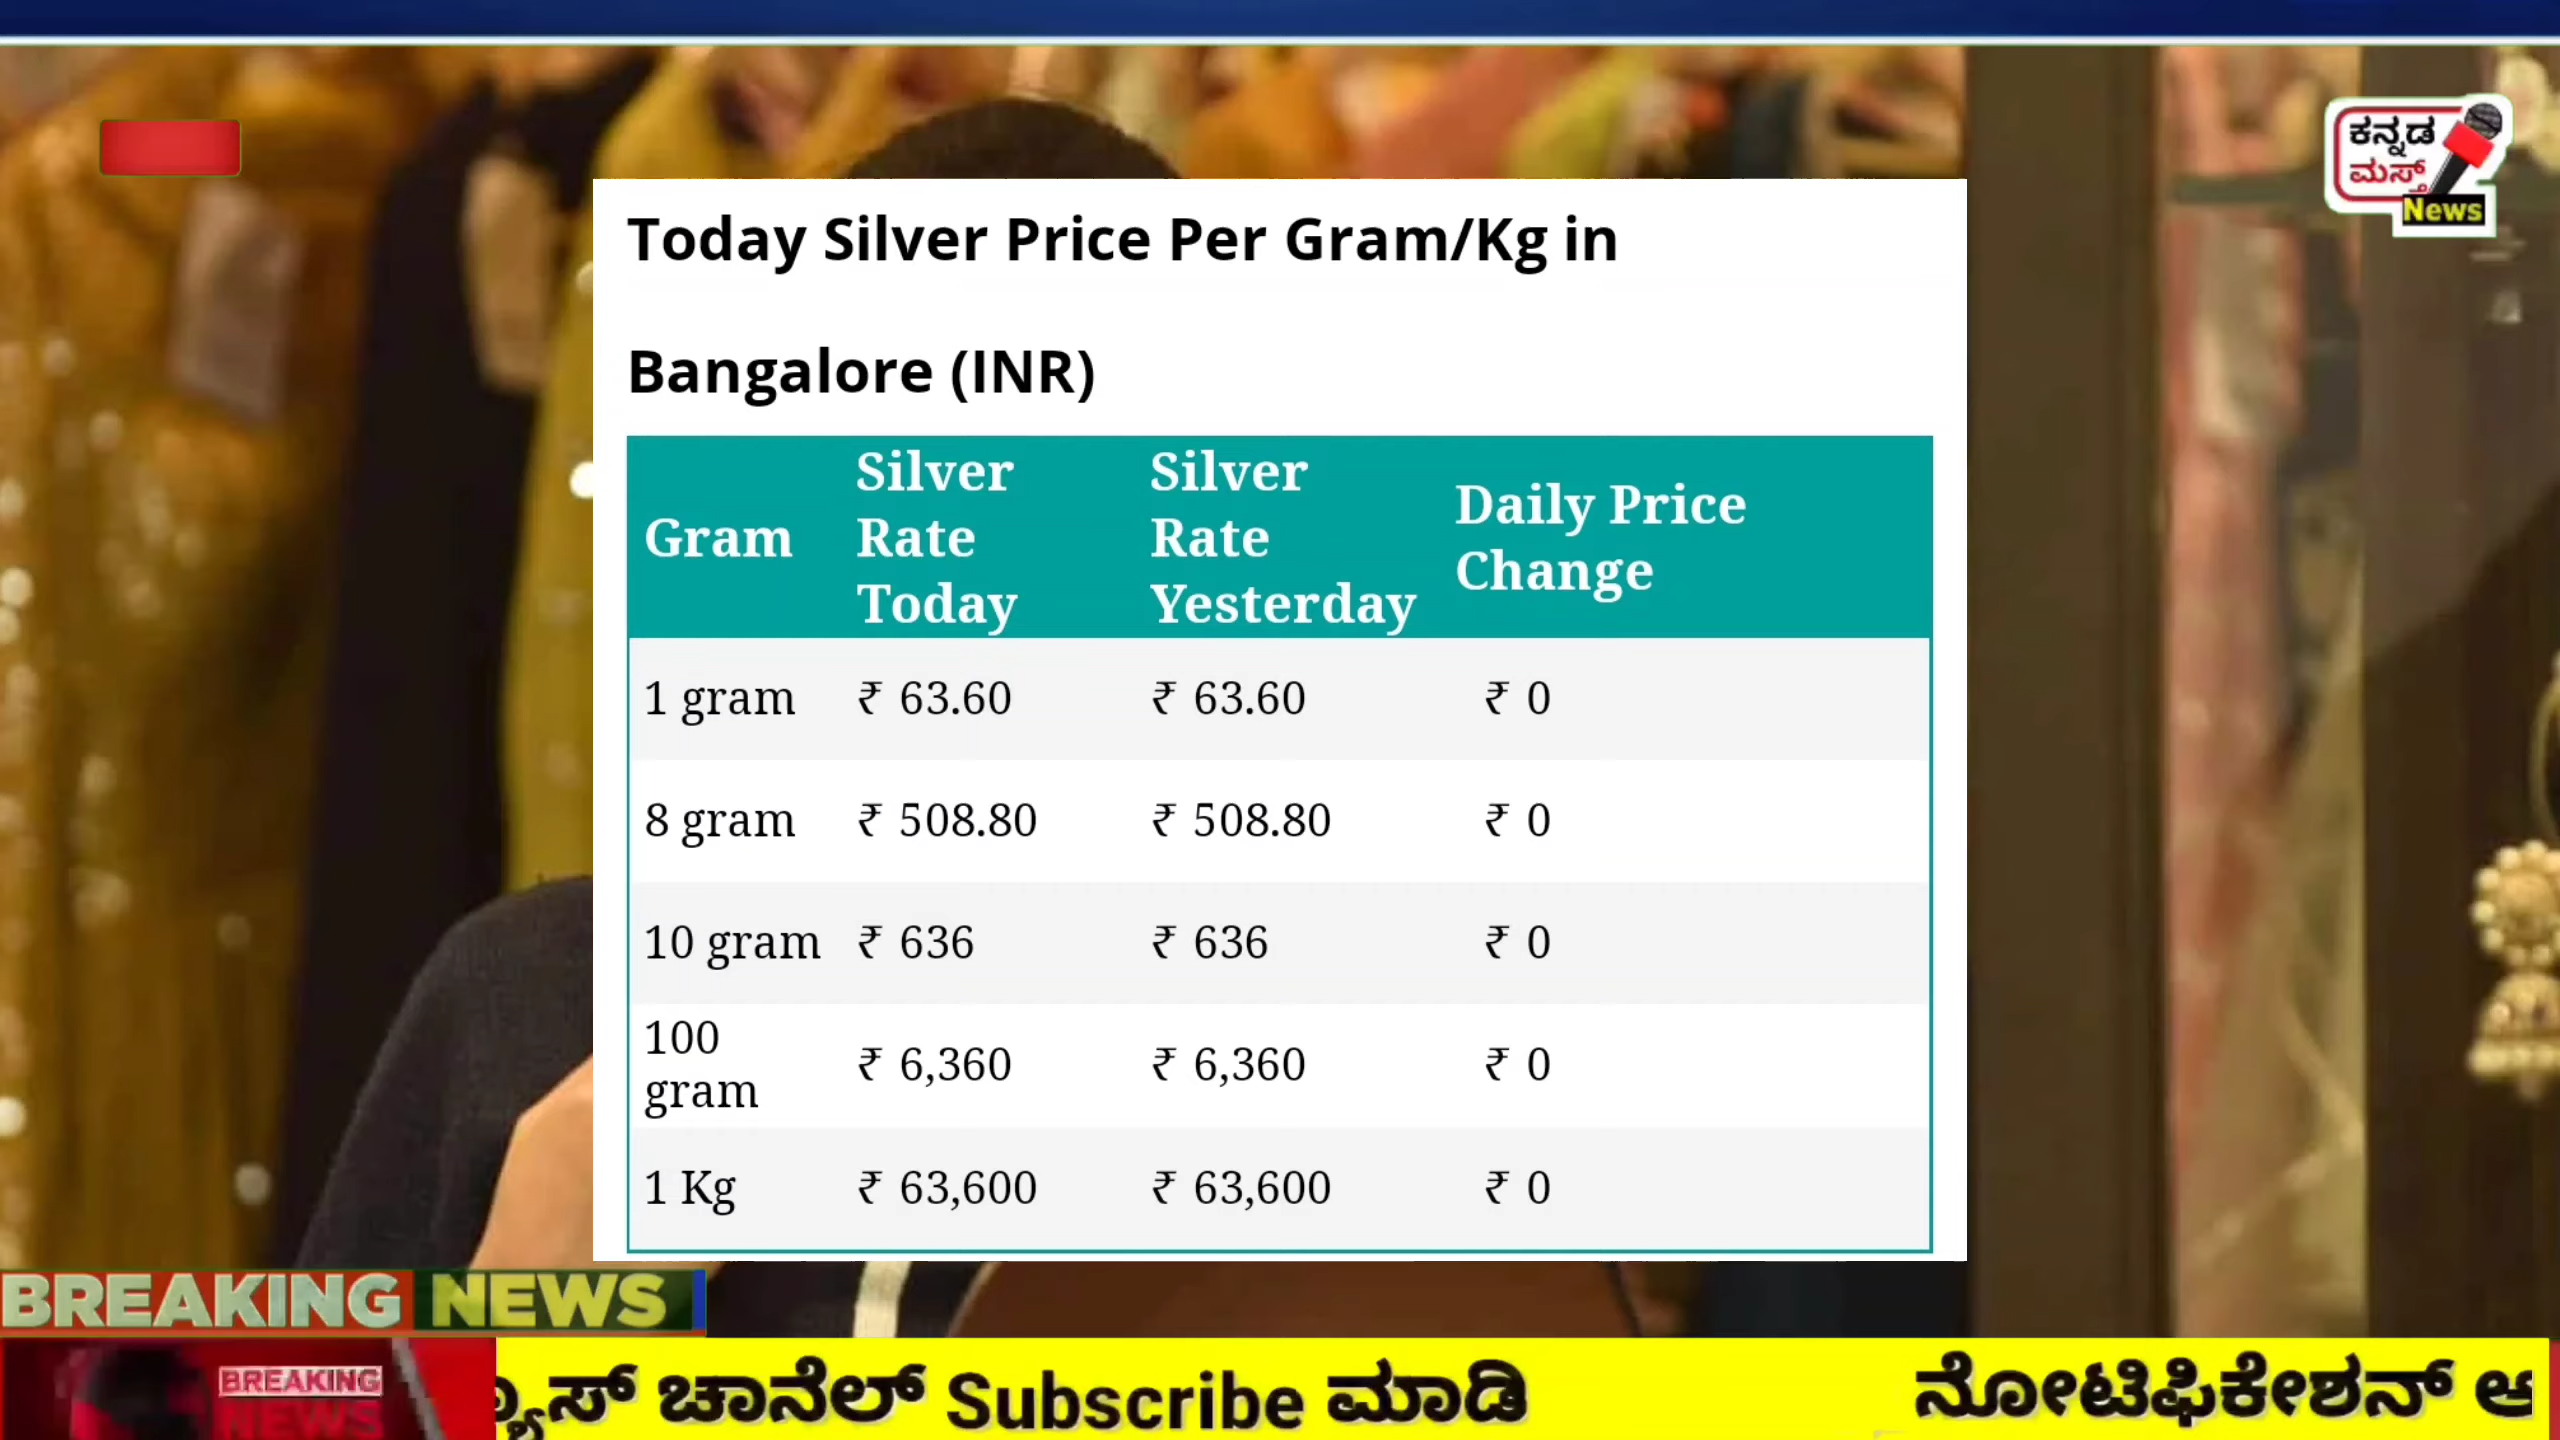 ಕನ್ನಡ
ಮಸ್ತ್
News
Today Silver Price Per Gram/Kg in
Bangalore (INR)
Gram Silver Rate Today Silver Rate Yesterday Daily Price Change
1 gram ₹ 63.60 ₹ 63.60 ₹ 0
8 gram ₹ 508.80 ₹ 508.80 ₹ 0
10 gram ₹ 636 ₹ 636 ₹ 0
100 gram ₹ 6,360 ₹ 6,360 ₹ 0
1 Kg ₹ 63,600 ₹ 63,600 ₹ 0
BREAKING NEWS
BREAKING
NEWS
ಚಾನೆಲ್ Subscribe ಮಾಡಿ ನೋಟಿಫಿಕೇಶನ್